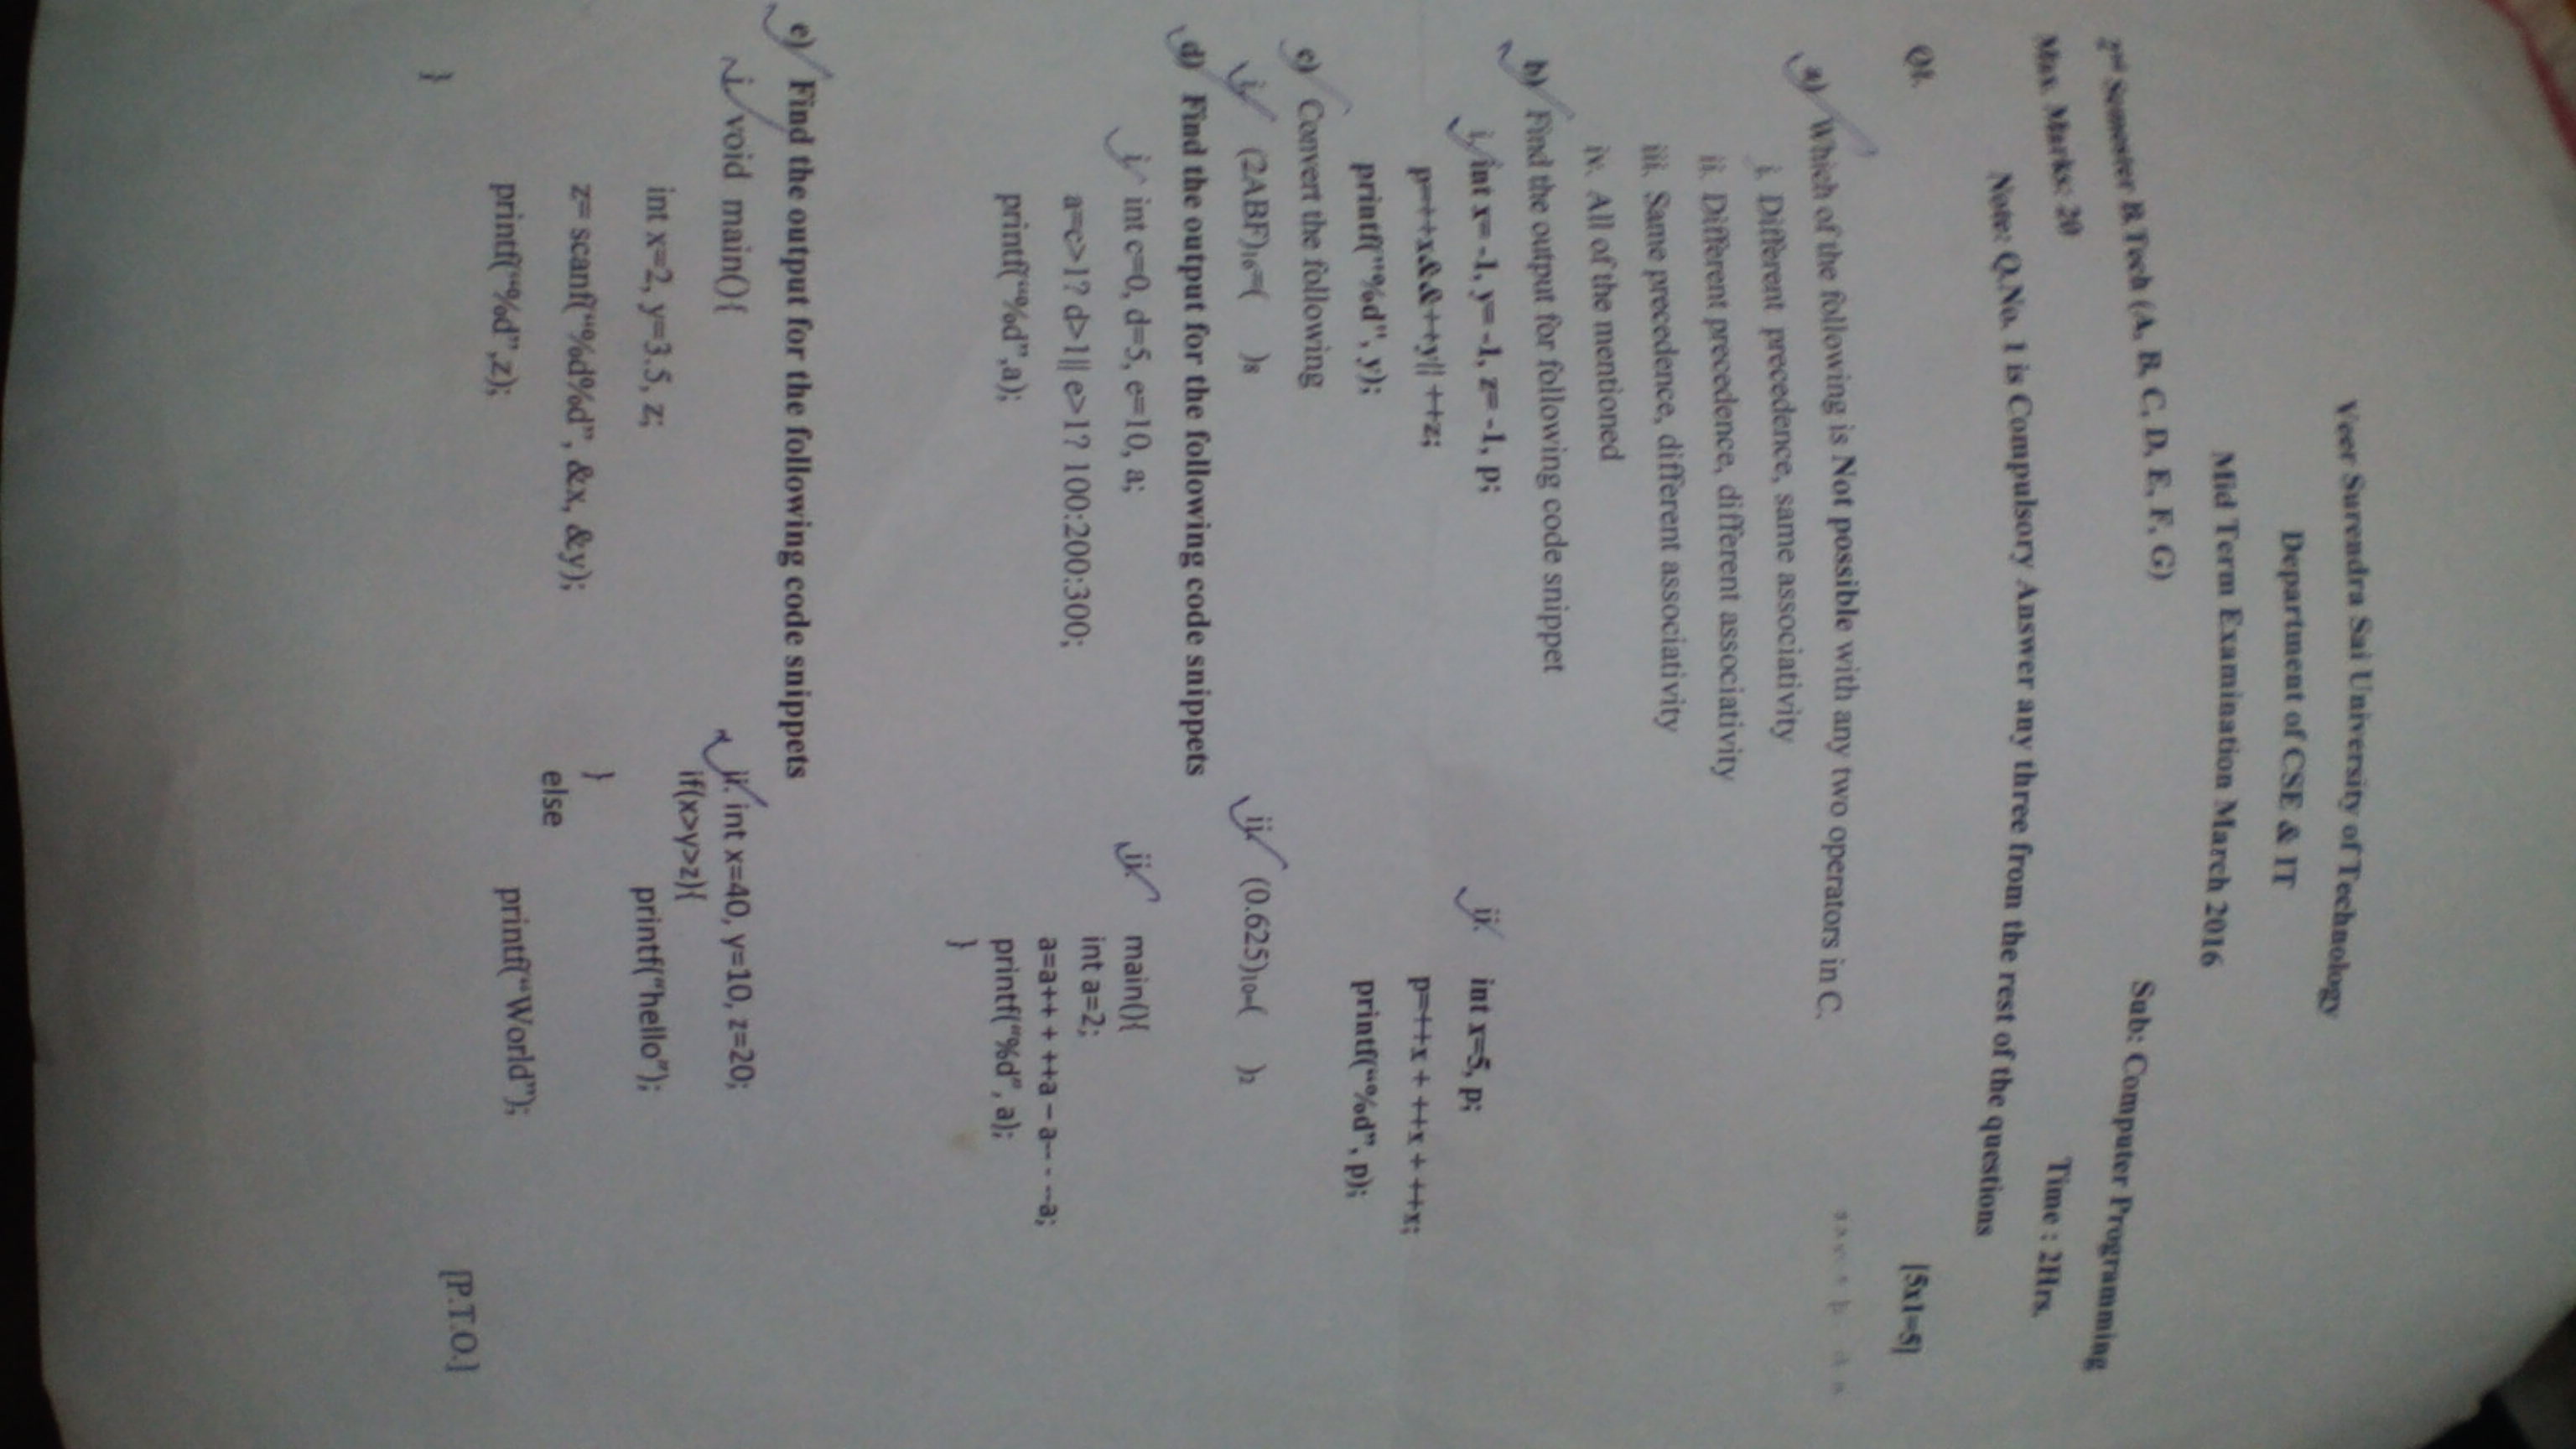 Veer Surendra Sai University of Technology
Department of CSE & IT
Mid Term Examination March 2016
2nd Semester B.Tech (A, B, C, D, E, F, G)
Sub: Computer Programming
Max. Marks: 20
Time : 2Hrs.
Note: Q.No. 1 is Compulsory Answer any three from the rest of the questions
Q1.
[5x1=5]
a) Which of the following is Not possible with any two operators in C.
i. Different precedence, same associativity
ii. Different precedence, different associativity
iii. Same precedence, different associativity
iv. All of the mentioned
b) Find the output for following code snippet
i. int x= -1, y= -1, z= -1, p;
p=++x&&++y|| ++z;
printf("%d", y);
ii. int x=5, p;
p=++x + ++x + ++x;
printf(“%d”, p);
c) Convert the following
i. (2ABF)16=( )8
ii. (0.625)10=( )2
d) Find the output for the following code snippets
i. int c=0, d=5, e=10, a;
a=c>1? d>1|| e>1? 100:200:300;
printf(“%d”,a);
ii. main(){
int a=2;
a=a++ + ++a – a-- - --a;
printf(“%d”, a);
}
e) Find the output for the following code snippets
i. void main(){
int x=2, y=3.5, z;
z= scanf(“%d%d”, &x, &y);
printf(“%d”,z);
}
ii. int x=40, y=10, z=20;
if(x>y>z){
printf(“hello”);
}
else
printf(“World”);
[P.T.O.]